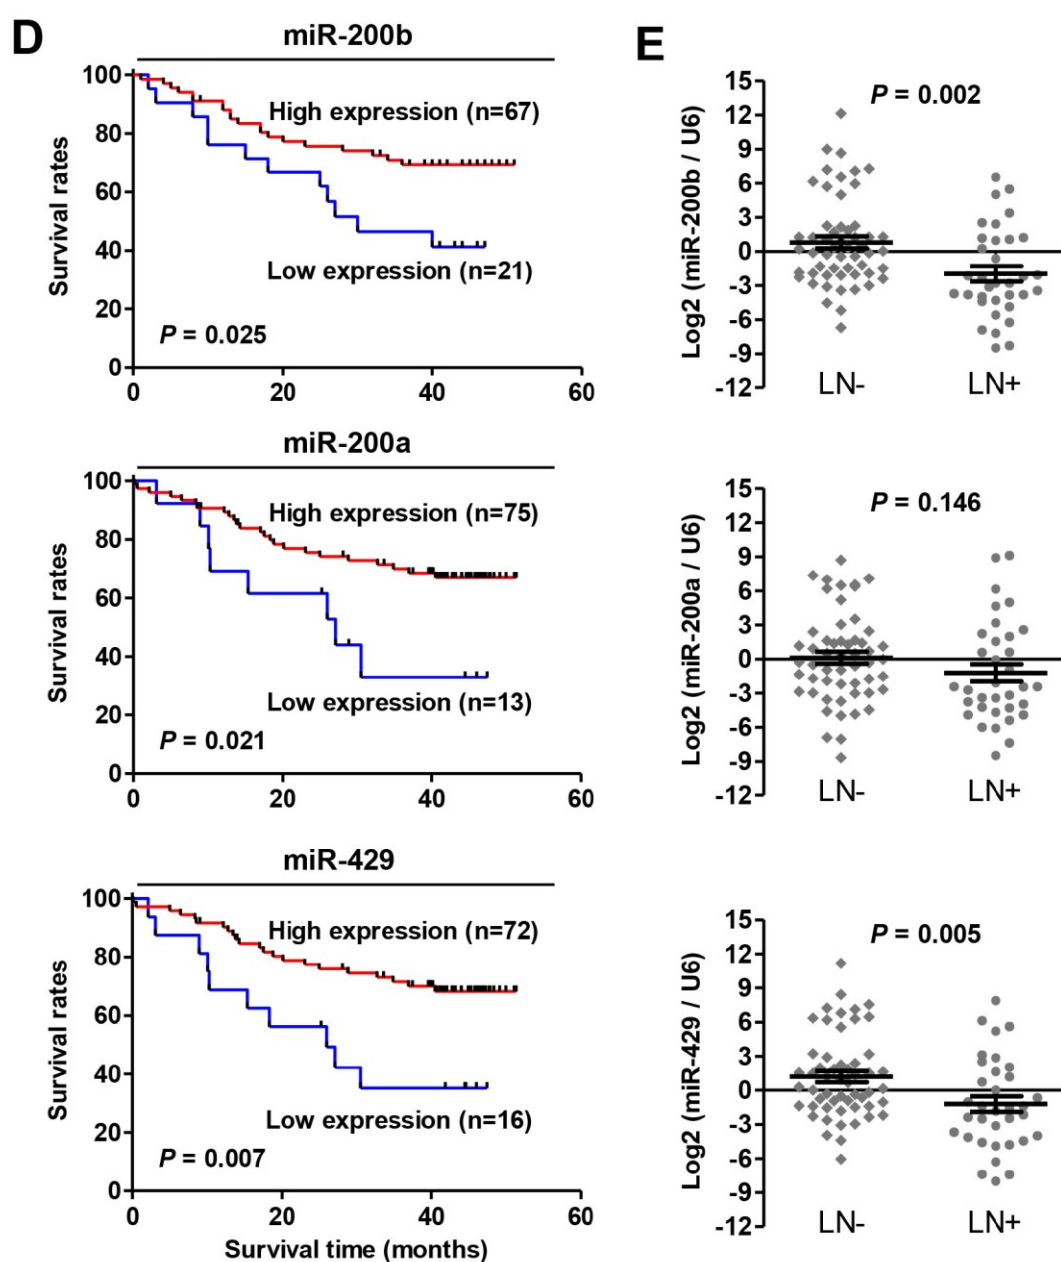 D
miR-200b
100
80
60
40
20
0
Survival rates
High expression (n=67)
Low expression (n=21)
P = 0.025
0 20 40 60
miR-200a
100
80
60
40
20
0
Survival rates
High expression (n=75)
Low expression (n=13)
P = 0.021
0 20 40 60
miR-429
100
80
60
40
20
0
Survival rates
High expression (n=72)
Low expression (n=16)
P = 0.007
0 20 40 60
Survival time (months)
E
15
12
9
6
3
0
-3
-6
-9
-12
Log2 (miR-200b / U6)
P = 0.002
LN- LN+
15
12
9
6
3
0
-3
-6
-9
-12
Log2 (miR-200a / U6)
P = 0.146
LN- LN+
15
12
9
6
3
0
-3
-6
-9
-12
Log2 (miR-429 / U6)
P = 0.005
LN- LN+